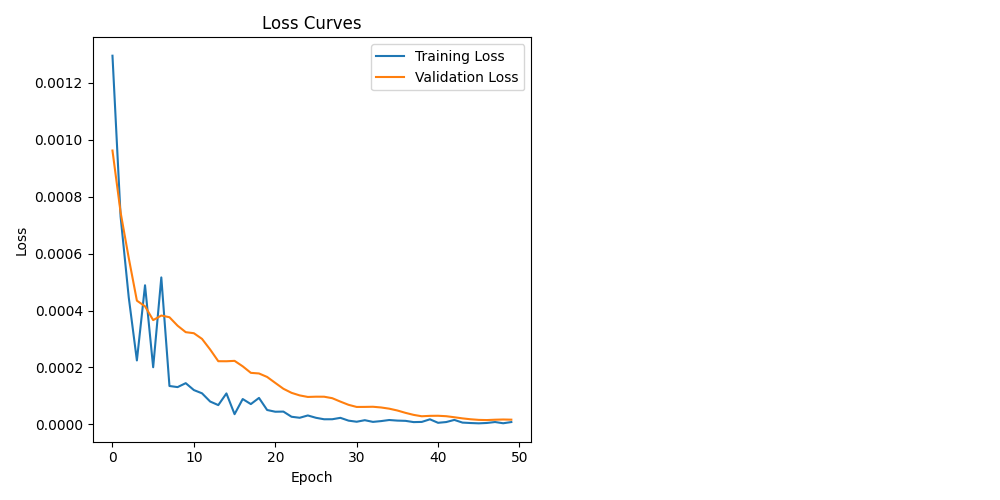 Loss Curves
Training Loss
Validation Loss
0.0012
0.0010
0.0008
0.0006
0.0004
0.0002
0.0000
Loss
0 10 20 30 40 50
Epoch